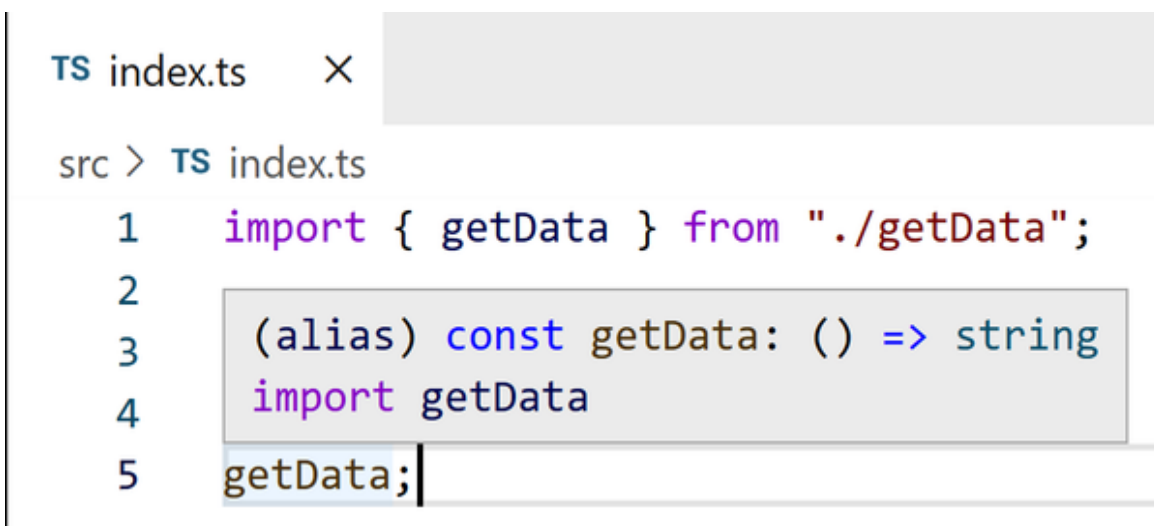 TS index.ts ×
src > TS index.ts
1 import { getData } from "./getData";
2
3 (alias) const getData: () => string
4 import getData
5 getData;